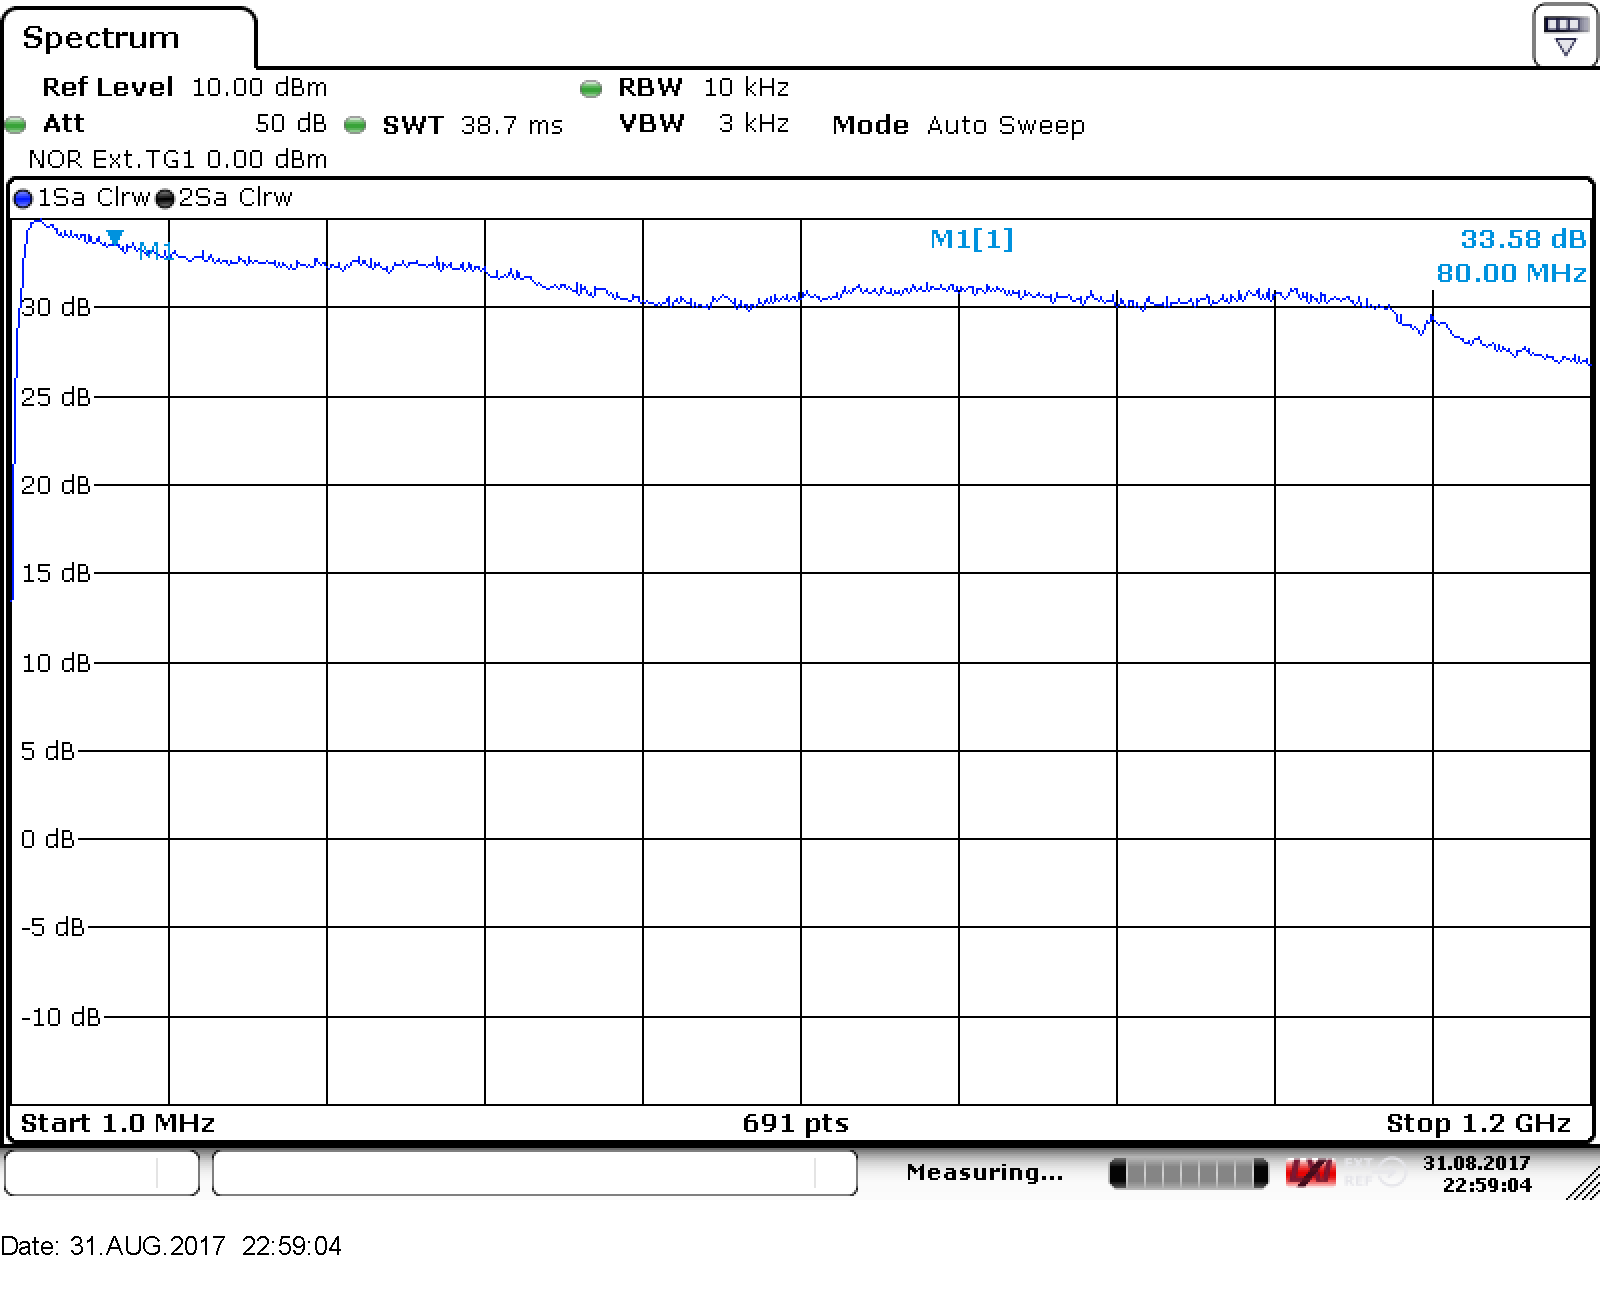 Spectrum
Ref Level 10.00 dBm RBW 10 kHz
Att 50 dB SWT 38.7 ms VBW 3 kHz Mode Auto Sweep
NOR Ext.TG1 0.00 dBm
1Sa Clrw 2Sa Clrw
M1 M1[1] 33.58 dB
80.00 MHz
30 dB
25 dB
20 dB
15 dB
10 dB
5 dB
0 dB
-5 dB
-10 dB
Start 1.0 MHz 691 pts Stop 1.2 GHz
Measuring... LXI EXT REF 31.08.2017
22:59:04
Date: 31.AUG.2017 22:59:04